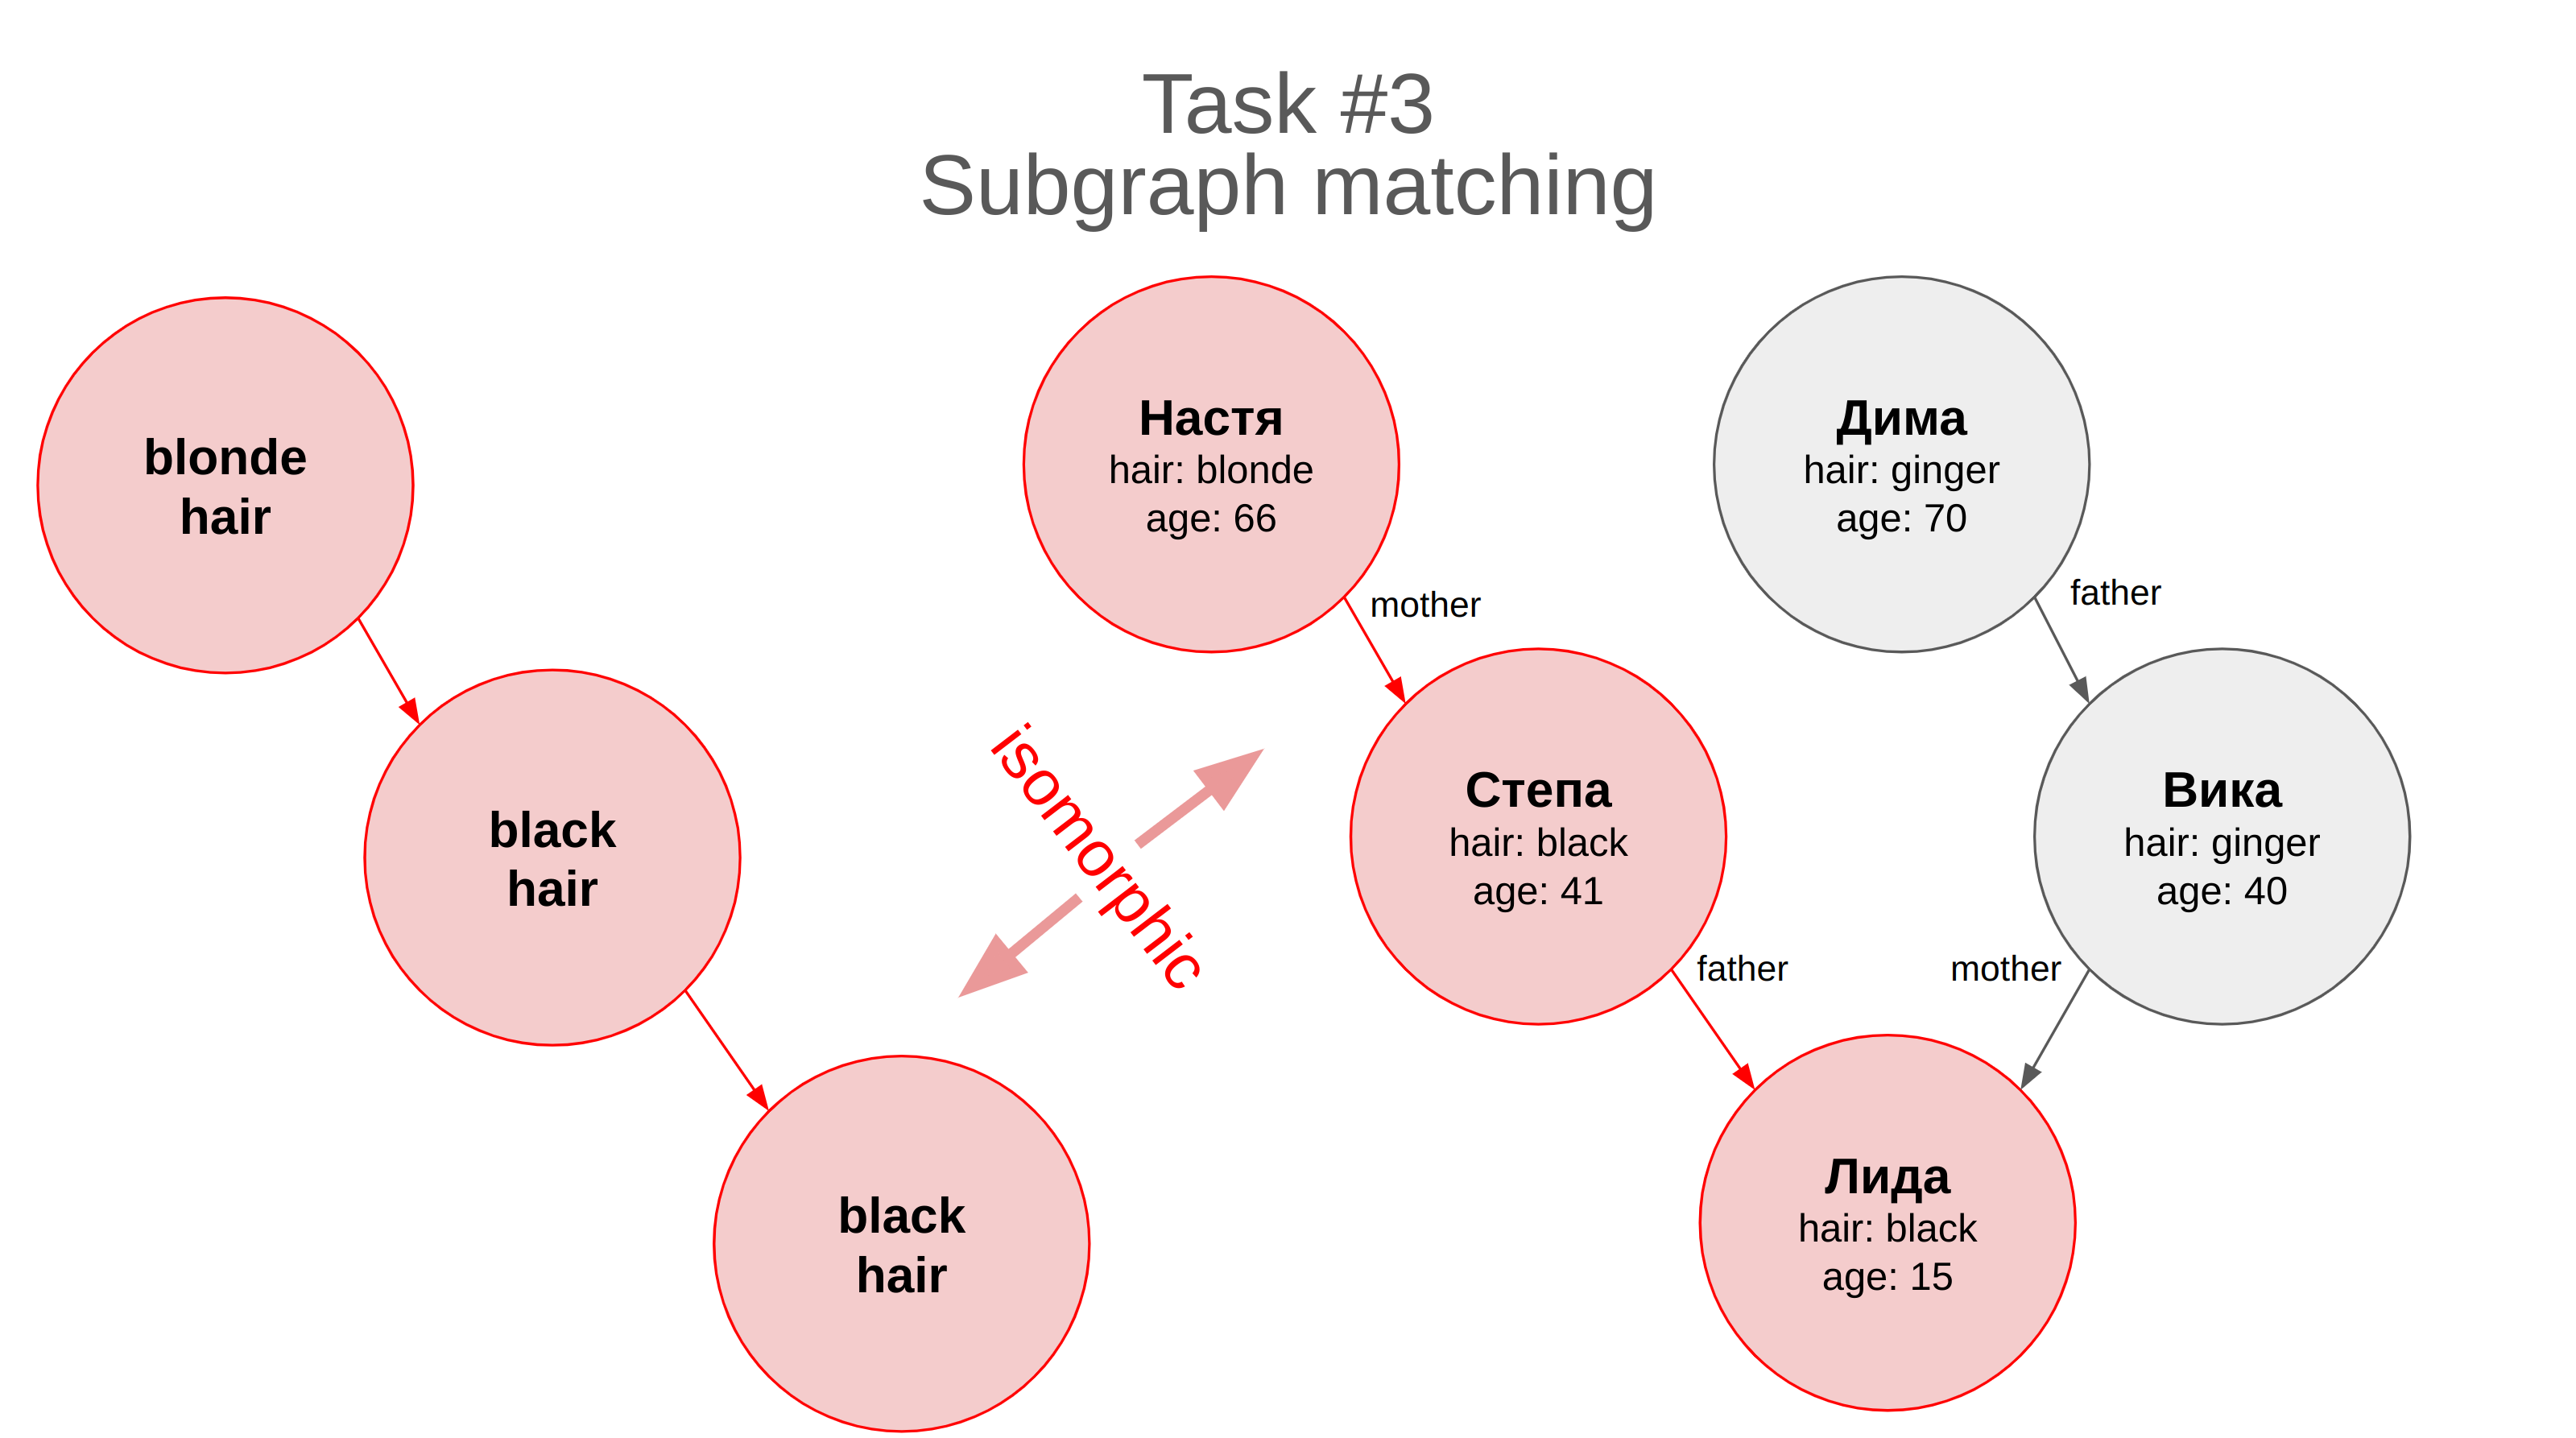 Task #3
Subgraph matching
blonde
hair
black
hair
black
hair
isomorphic
Настя
hair: blonde
age: 66
mother
Степа
hair: black
age: 41
father
Дима
hair: ginger
age: 70
father
Вика
hair: ginger
age: 40
mother
Лида
hair: black
age: 15